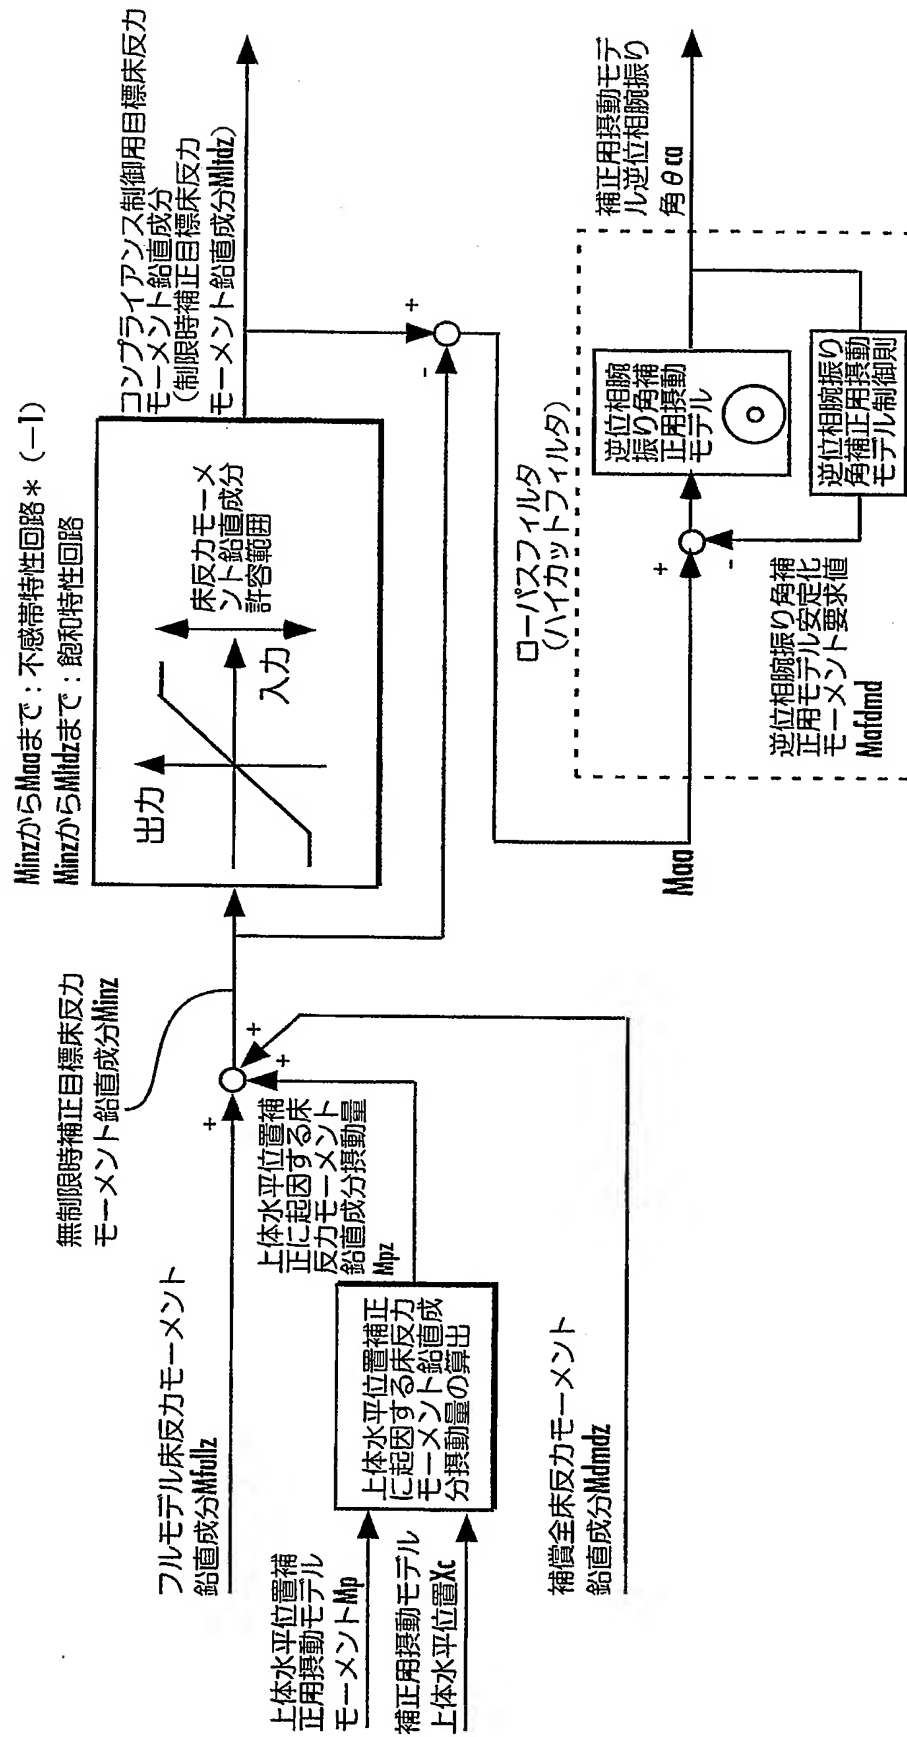 MinzからMaaまで：不感帯特性回路＊（－1）
MinzからMltdzまで：飽和特性回路
無制限時補正目標床反力
モーメント鉛直成分Minz
フルモデル床反力モーメント
鉛直成分Mfullz
+
+
+
出力
入力
床反力モーメ
ント鉛直成分
許容範囲
コンプライアンス制御用目標床反力
モーメント鉛直成分
（制限時補正目標床反力
モーメント鉛直成分Mltdz）
上体水平位置補
正用摂動モデル
モーメントMp
補正用摂動モデル
上体水平位置Xc
上体水平位置補正
に起因する床反力
モーメント鉛直成
分摂動量の算出
上体水平位置補
正に起因する床
反力モーメント
鉛直成分摂動量
Mpz
補償全床反力モーメント
鉛直成分Mdmdz
-
+
ローパスフィルタ
（ハイカットフィルタ）
Maa
+
-
逆位相腕
振り角補
正用摂動
モデル
補正用摂動モデ
ル逆位相腕振り
角θca
逆位相腕振り
角補正用摂動
モデル制御則
逆位相腕振り角補
正用モデル安定化
モーメント要求値
Mafdmd